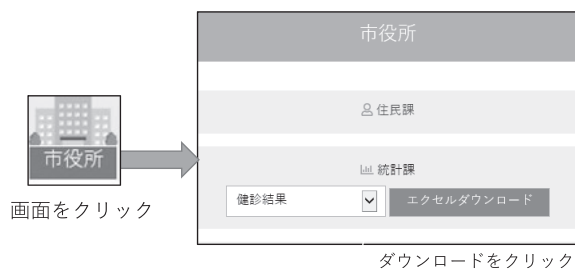 市役所
画面をクリック
市役所
住民課
統計課
健診結果
エクセルダウンロード
ダウンロードをクリック